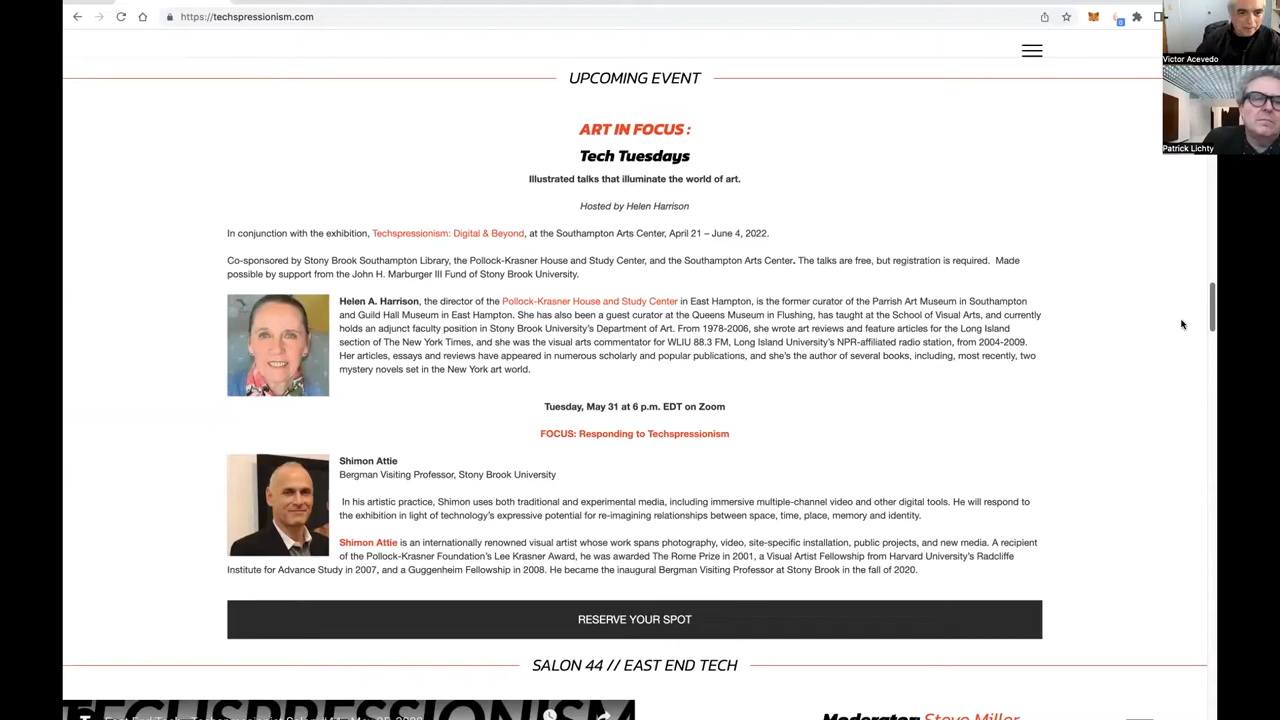 https://techspressionism.com
Victor Acevedo
UPCOMING EVENT
Patrick Lichty
ART IN FOCUS :
Tech Tuesdays
Illustrated talks that illuminate the world of art.
Hosted by Helen Harrison
In conjunction with the exhibition, Techspressionism: Digital & Beyond, at the Southampton Arts Center, April 21 – June 4, 2022.
Co-sponsored by Stony Brook Southampton Library, the Pollock-Krasner House and Study Center, and the Southampton Arts Center. The talks are free, but registration is required. Made
possible by support from the John H. Marburger III Fund of Stony Brook University.
Helen A. Harrison, the director of the Pollock-Krasner House and Study Center in East Hampton, is the former curator of the Parrish Art Museum in Southampton
and Guild Hall Museum in East Hampton. She has also been a guest curator at the Queens Museum in Flushing, has taught at the School of Visual Arts, and currently
holds an adjunct faculty position in Stony Brook University's Department of Art. From 1978-2006, she wrote art reviews and feature articles for the Long Island
section of The New York Times, and she was the visual arts commentator for WLIU 88.3 FM, Long Island University's NPR-affiliated radio station, from 2004-2009.
Her articles, essays and reviews have appeared in numerous scholarly and popular publications, and she's the author of several books, including, most recently, two
mystery novels set in the New York art world.
Tuesday, May 31 at 6 p.m. EDT on Zoom
FOCUS: Responding to Techspressionism
Shimon Attie
Bergman Visiting Professor, Stony Brook University
In his artistic practice, Shimon uses both traditional and experimental media, including immersive multiple-channel video and other digital tools. He will respond to
the exhibition in light of technology's expressive potential for re-imagining relationships between space, time, place, memory and identity.
Shimon Attie is an internationally renowned visual artist whose work spans photography, video, site-specific installation, public projects, and new media. A recipient
of the Pollock-Krasner Foundation's Lee Krasner Award, he was awarded The Rome Prize in 2001, a Visual Artist Fellowship from Harvard University's Radcliffe
Institute for Advance Study in 2007, and a Guggenheim Fellowship in 2008. He became the inaugural Bergman Visiting Professor at Stony Brook in the fall of 2020.
RESERVE YOUR SPOT
SALON 44 // EAST END TECH
TECHSPRESSIONISM
Moderator: Steve Miller